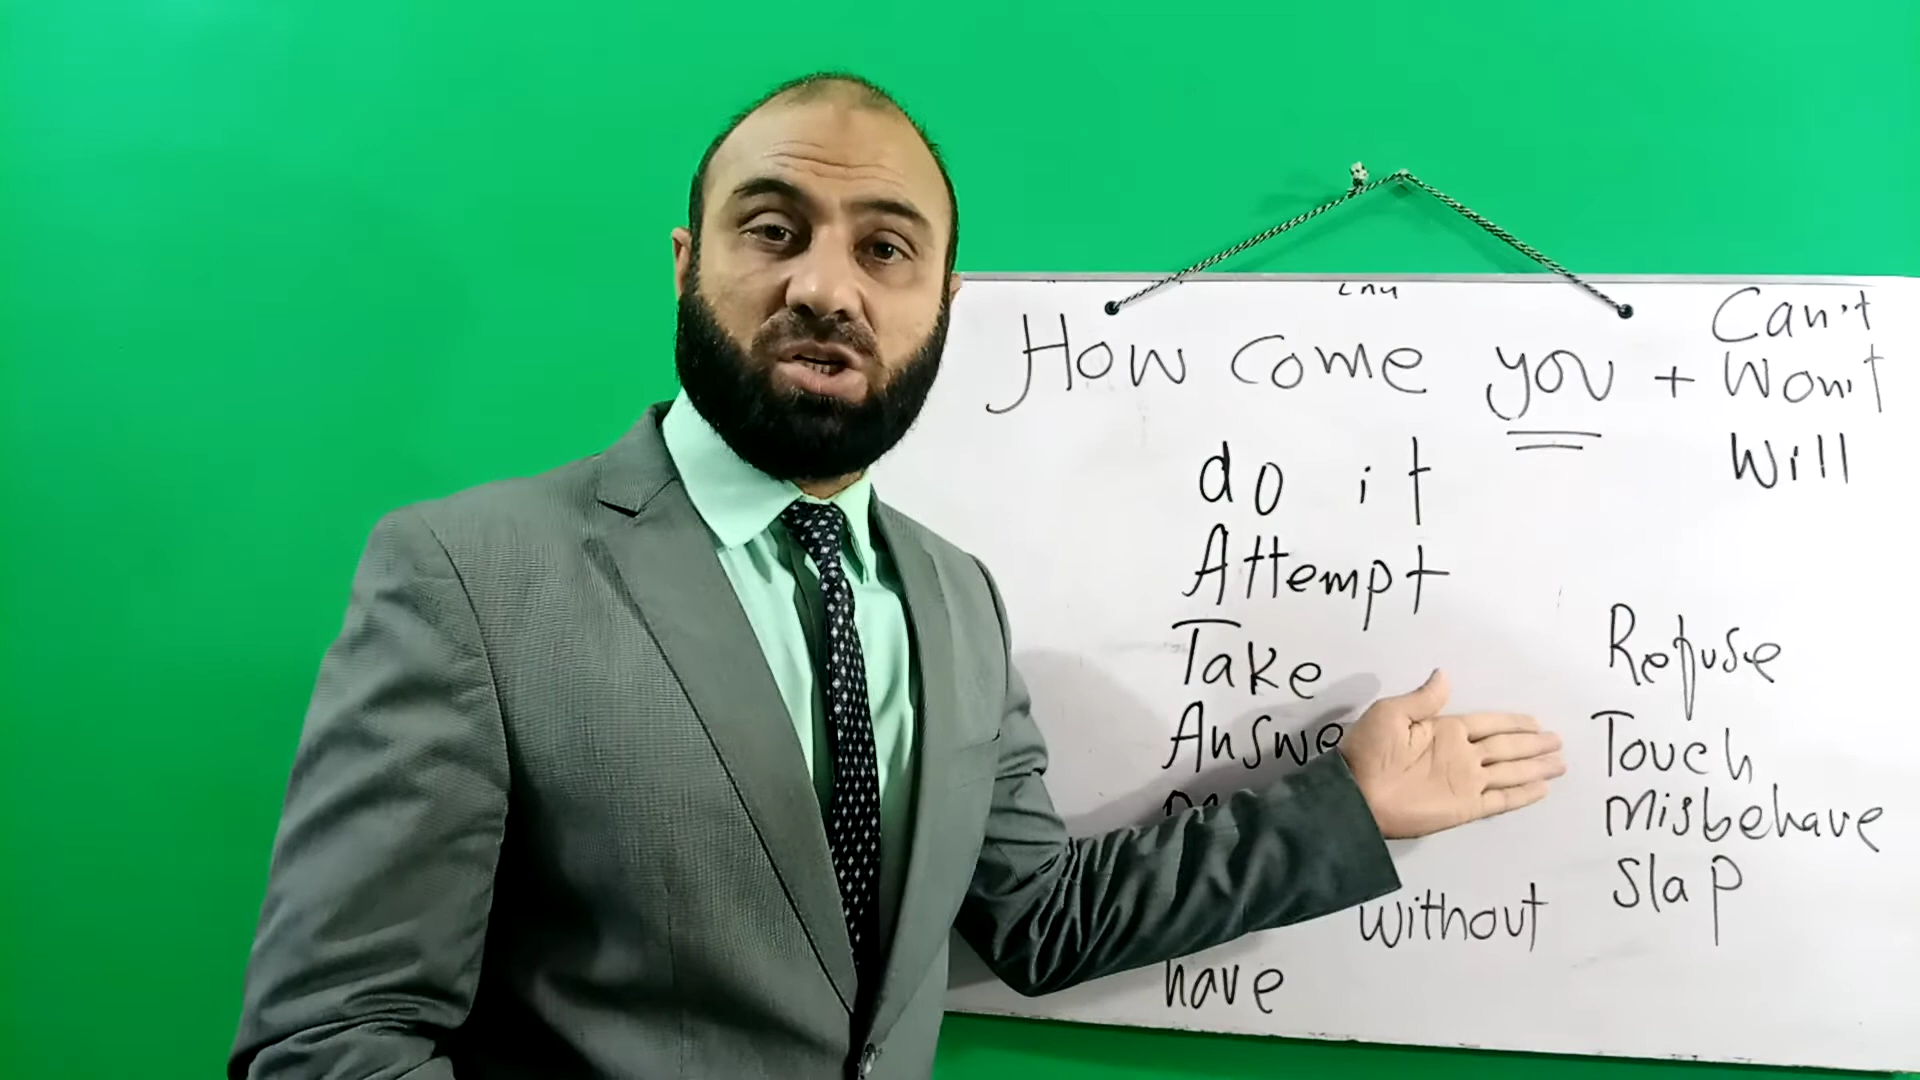 How come you + Can't
Won't
Will
do it
Attempt
Take
Refuse
Touch
Misbehave
Slap
without
have